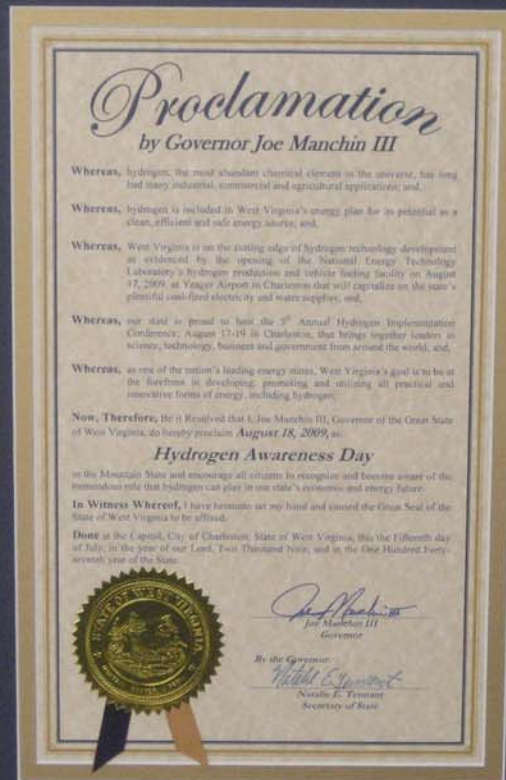 Proclamation
by Governor Joe Manchin III
Whereas, hydrogen, the most abundant chemical element in the universe, has long
had many industrial, commercial and agricultural applications; and,
Whereas, hydrogen is included in West Virginia's energy plan for its potential as a
clean, efficient and safe energy source; and,
Whereas, West Virginia is on the cutting edge of hydrogen technology development
as evidenced by the opening of the National Energy Technology
Laboratory's hydrogen production and vehicle fueling facility on August
17, 2009, at Yeager Airport in Charleston that will capitalize on the state's
plentiful coal-fired electricity and water supplies; and,
Whereas, our state is proud to host the Annual Hydrogen Implementation
Conference, August 17-19 in Charleston, that brings together leaders in
science, technology, business and government from around the world; and,
Whereas, as one of the nation's leading energy states, West Virginia's goal is to be at
the forefront in developing, promoting and utilizing all practical and
innovative forms of energy, including hydrogen;
Now, Therefore, Be it Resolved that I, Joe Manchin III, Governor of the Great State
of West Virginia, do hereby proclaim August 18, 2009, as:
Hydrogen Awareness Day
in the Mountain State and encourage all citizens to recognize and become aware of the
tremendous role that hydrogen can play in our state's economic and energy future.
In Witness Whereof, I have hereunto set my hand and caused the Great Seal of the
State of West Virginia to be affixed.
Done at the Capitol, City of Charleston, State of West Virginia, this the Fifteenth day
of July, in the year of our Lord, Two Thousand Nine, and in the One Hundred Forty-
seventh year of the State.
STATE OF WEST VIRGINIA
Joe Manchin III
Joe Manchin III
Governor
By the Governor:
Natalie E. Tennant
Natalie E. Tennant
Secretary of State